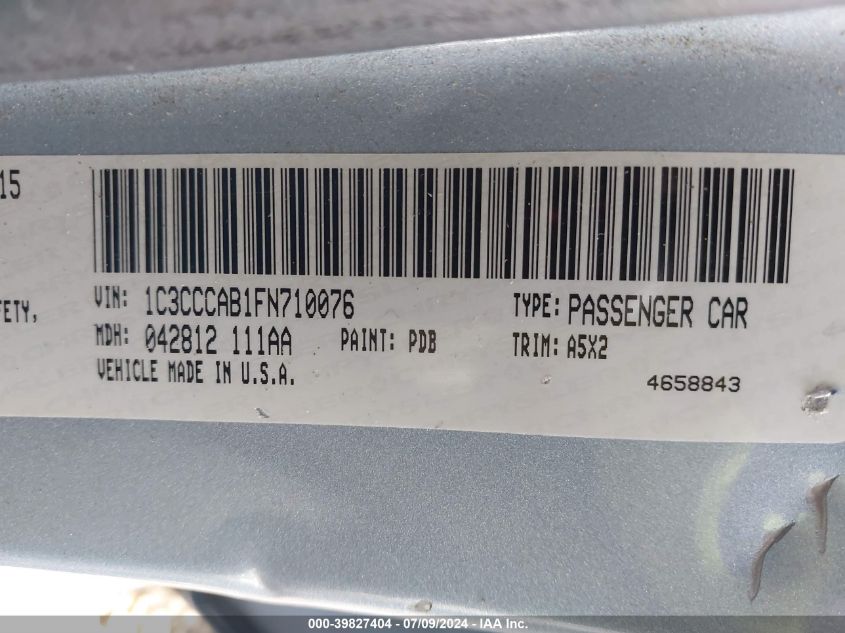 15
VIN: 1C3CCCAB1FN710076 TYPE: PASSENGER CAR
FETY,
MDH: 042812 111AA PAINT: PDB TRIM: A5X2
VEHICLE MADE IN U.S.A. 4658843
000-39827404 - 07/09/2024 - IAA Inc.